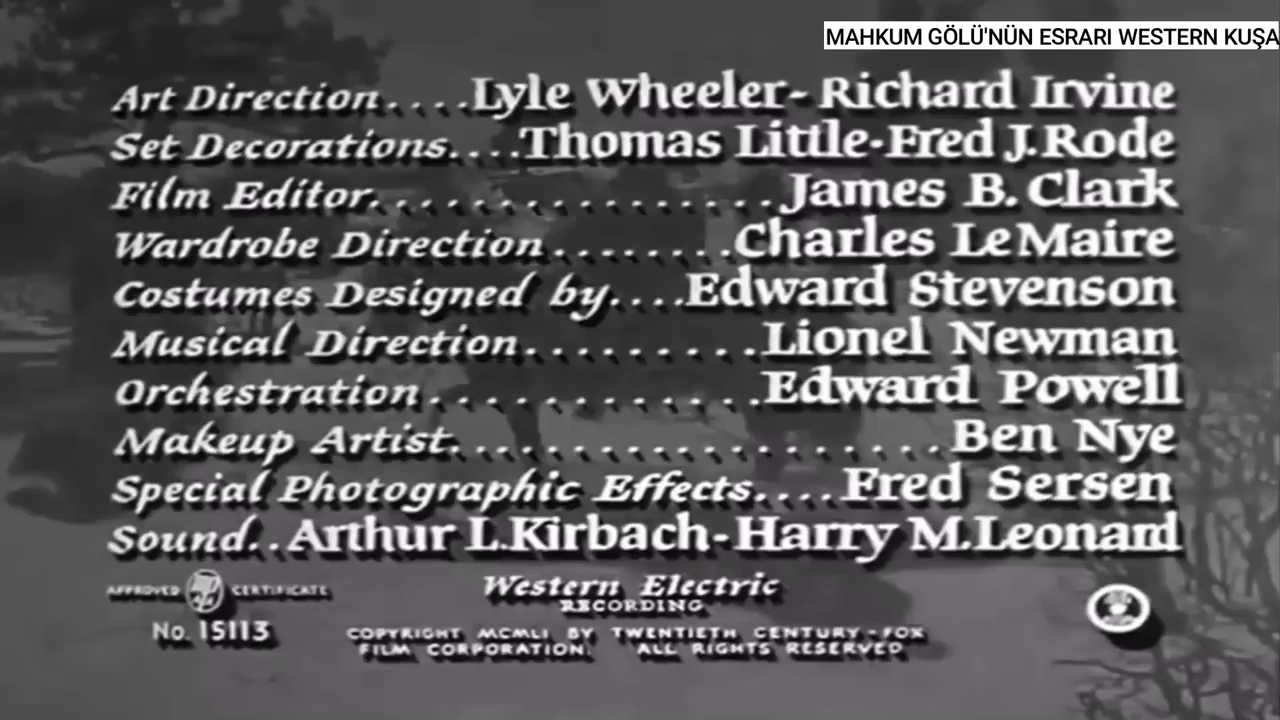 MAHKUM GÖLÜ'NÜN ESRARI WESTERN KUŞA
Art Direction....Lyle Wheeler-Richard Irvine
Set Decorations....Thomas Little-Fred J.Rode
Film Editor.................James B. Clark
Wardrobe Direction........Charles LeMaire
Costumes Designed by....Edward Stevenson
Musical Direction..........Lionel Newman
Orchestration.............Edward Powell
Makeup Artist....................Ben Nye
Special Photographic Effects....Fred Sersen
Sound..Arthur L.Kirbach-Harry M.Leonard
APPROVED CERTIFICATE
No. 15113
Western Electric
RECORDING
COPYRIGHT MCMLI BY TWENTIETH CENTURY-FOX
FILM CORPORATION. ALL RIGHTS RESERVED